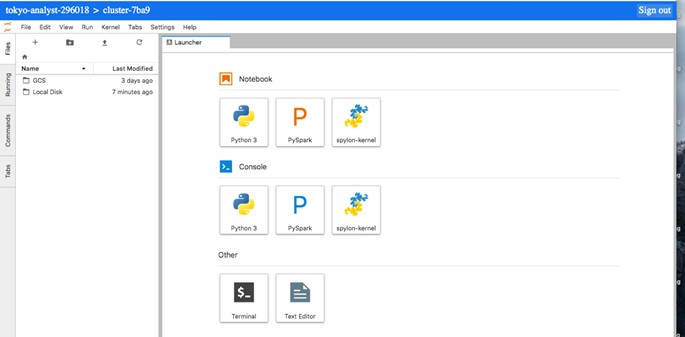 tokyo-analyst-296018 > cluster-7ba9
Sign out
File Edit View Run Kernel Tabs Settings Help
Files
Running
Commands
Tabs
Name Last Modified
GCS 3 days ago
Local Disk 7 minutes ago
Launcher
Notebook
P
Python 3 PySpark spylon-kernel
Console
P
Python 3 PySpark spylon-kernel
Other
$_
Terminal Text Editor